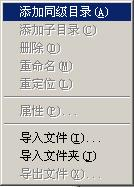 添加同级目录(A)
添加子目录(C)
删除(D)
重命名(M)
重定位(L)
属性(P)...
导入文件(I)...
导入文件夹(T)...
导出文件(X)...